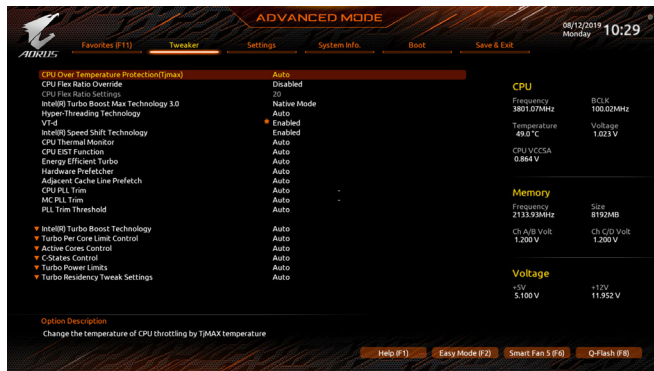 ADVANCED MODE
08/12/2019 10:29
Monday
AORUS
Favorites (F11) Tweaker Settings System Info. Boot Save & Exit
CPU Over Temperature Protection(Tjmax) Auto
CPU Flex Ratio Override Disabled
CPU Flex Ratio Settings 20
Intel(R) Turbo Boost Max Technology 3.0 Native Mode
Hyper-Threading Technology Auto
VT-d * Enabled
Intel(R) Speed Shift Technology Enabled
CPU Thermal Monitor Auto
CPU EIST Function Auto
Energy Efficient Turbo Auto
Hardware Prefetcher Auto
Adjacent Cache Line Prefetch Auto
CPU PLL Trim Auto -
MC PLL Trim Auto -
PLL Trim Threshold Auto
Intel(R) Turbo Boost Technology Auto
Turbo Per Core Limit Control Auto
Active Cores Control Auto
C-States Control Auto
Turbo Power Limits Auto
Turbo Residency Tweak Settings Auto
CPU
Frequency BCLK
3801.07MHz 100.02MHz
Temperature Voltage
49.0 °C 1.023 V
CPU VCCSA
0.864 V
Memory
Frequency Size
2133.93MHz 8192MB
Ch A/B Volt Ch C/D Volt
1.200 V 1.200 V
Voltage
+5V +12V
5.100 V 11.952 V
Option Description
Change the temperature of CPU throttling by TjMAX temperature
Help (F1) Easy Mode (F2) Smart Fan 5 (F6) Q-Flash (F8)